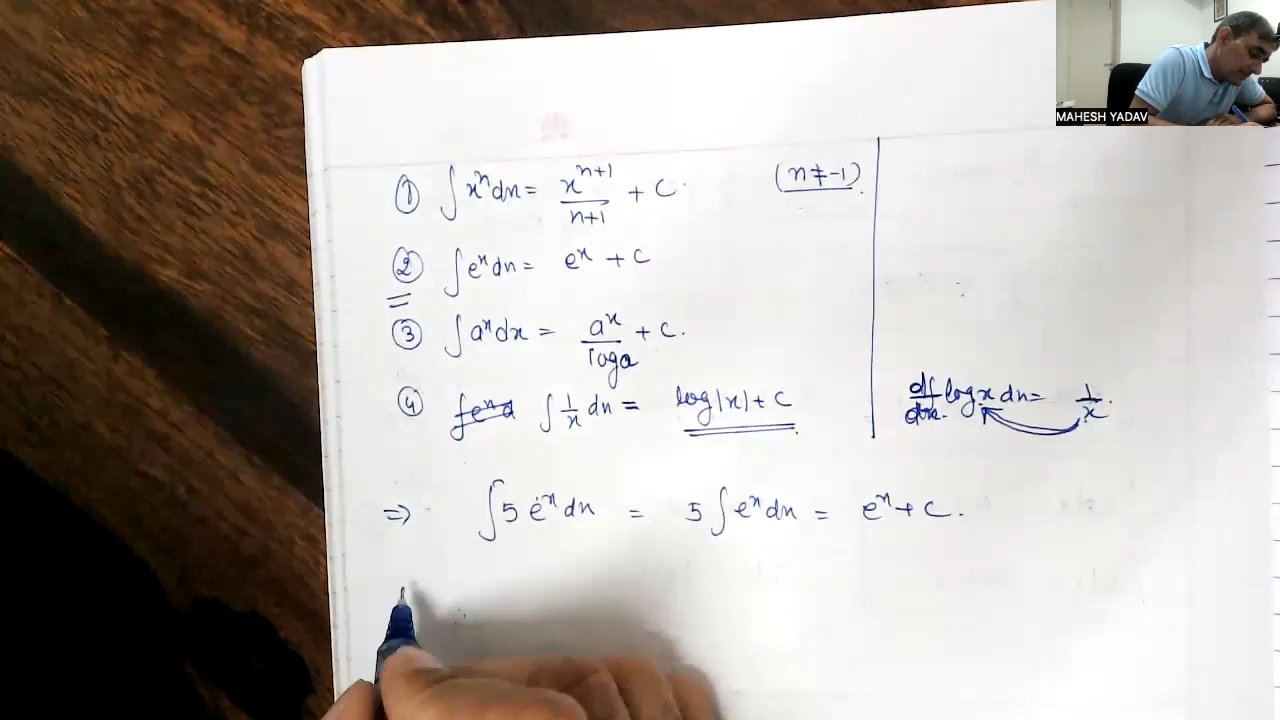 MAHESH YADAV
① ∫xⁿdx = xⁿ⁺¹/n+1 + C. (n≠-1).
② ∫eˣdx = eˣ + C
③ ∫aˣdx = aˣ/loga + C.
④ ∫1/x dx = log|x| + C
d/dx logx dx = 1/x.
⇒ ∫5eˣdx = 5∫eˣdx = eˣ + C.